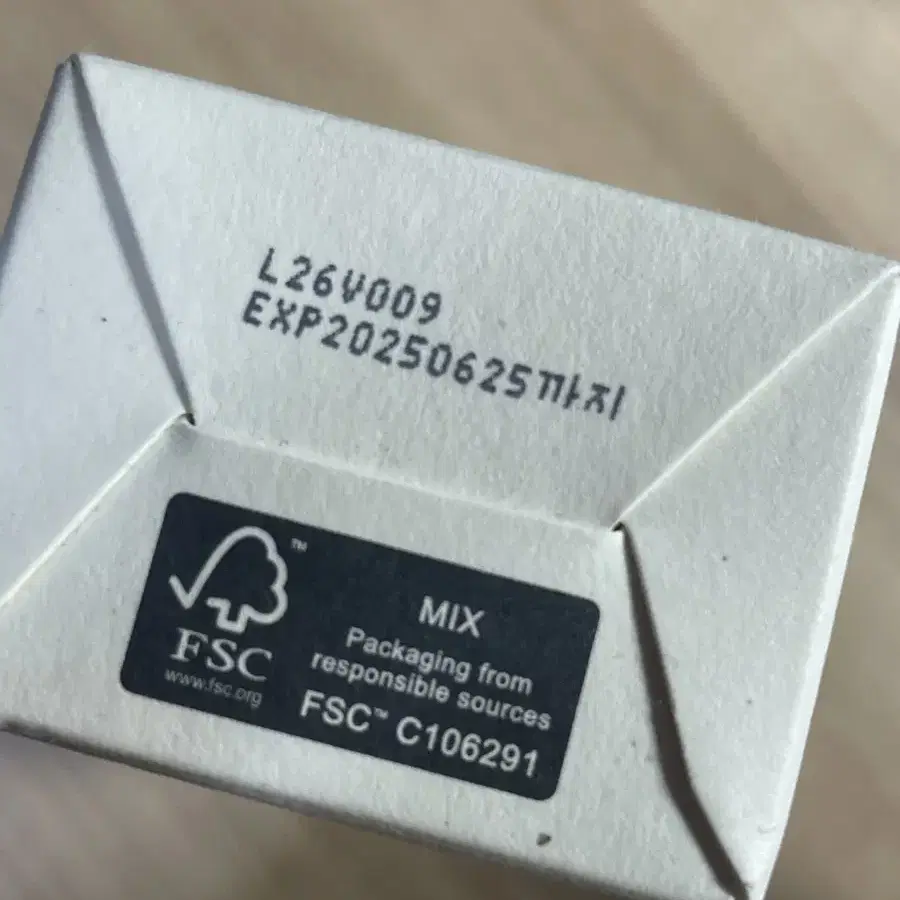 L26V009
EXP20250625까지
FSC
www.fsc.org
MIX
Packaging from
responsible sources
FSC™ C106291